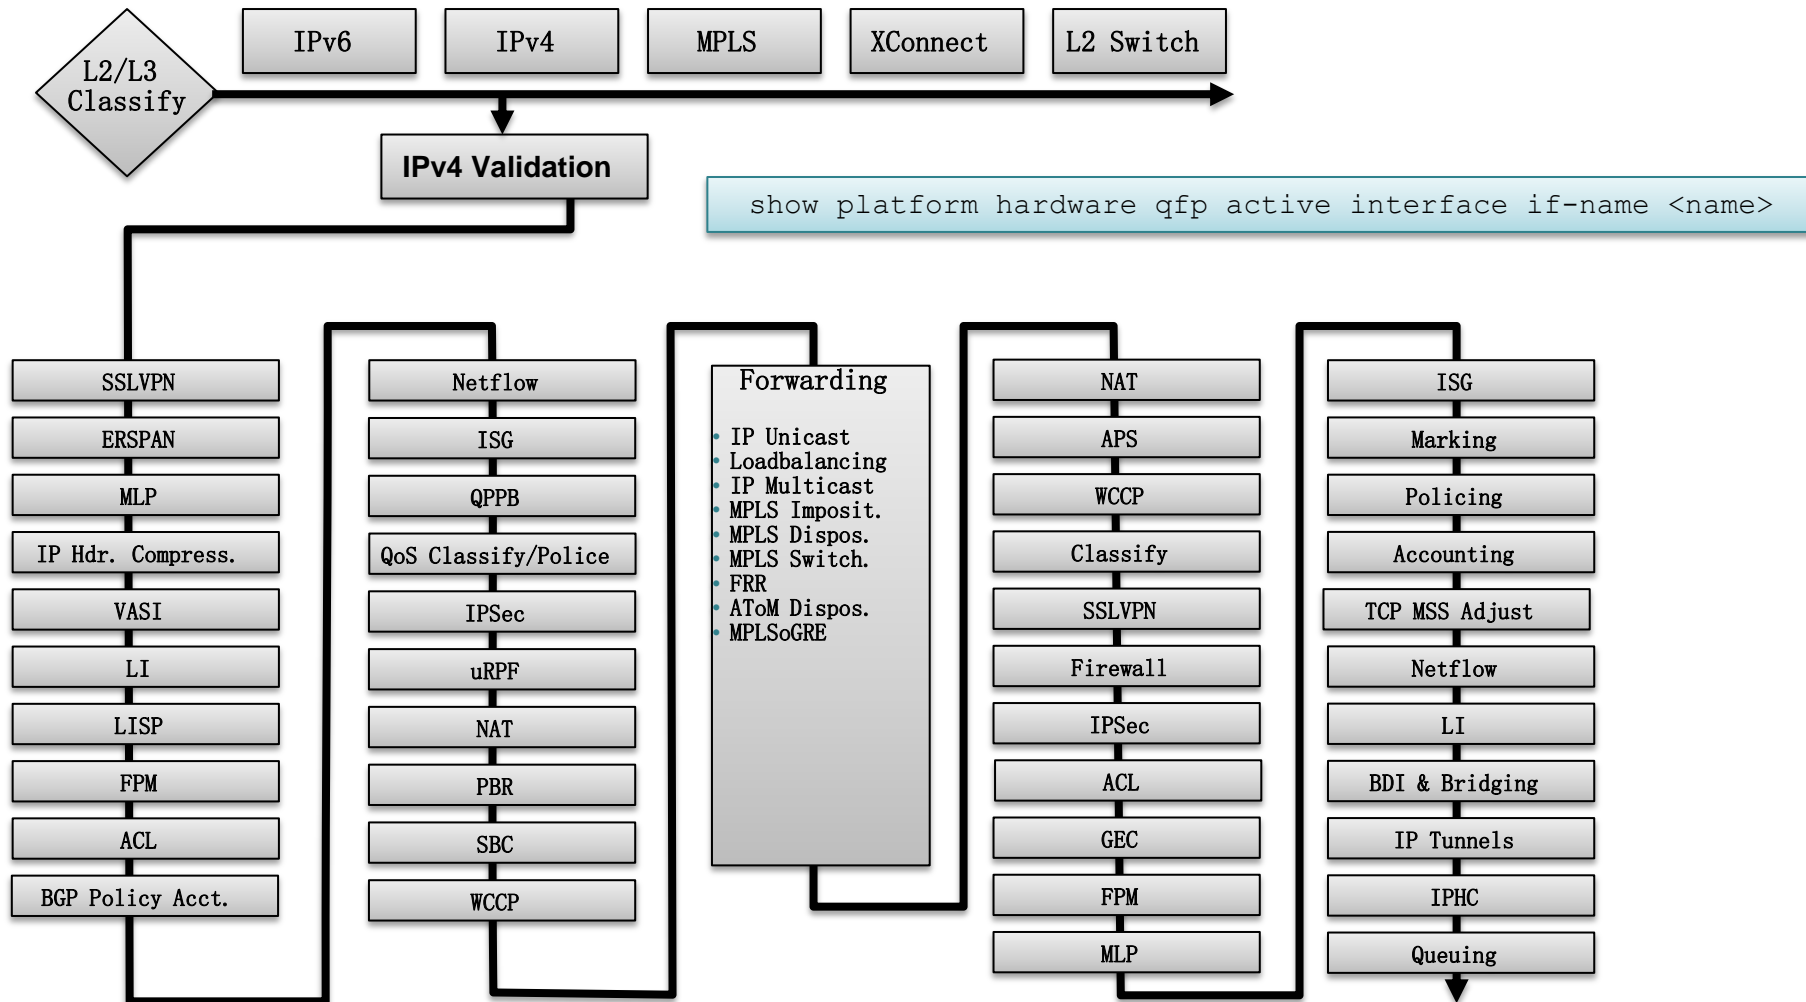 L2/L3
Classify
IPv6
IPv4
MPLS
XConnect
L2 Switch
IPv4 Validation
show platform hardware qfp active interface if-name <name>
SSLVPN
ERSPAN
MLP
IP Hdr. Compress.
VASI
LI
LISP
FPM
ACL
BGP Policy Acct.
Netflow
ISG
QPPB
QoS Classify/Police
IPSec
uRPF
NAT
PBR
SBC
WCCP
Forwarding
• IP Unicast
• Loadbalancing
• IP Multicast
• MPLS Imposit.
• MPLS Dispos.
• MPLS Switch.
• FRR
• AToM Dispos.
• MPLSoGRE
NAT
APS
WCCP
Classify
SSLVPN
Firewall
IPSec
ACL
GEC
FPM
MLP
ISG
Marking
Policing
Accounting
TCP MSS Adjust
Netflow
LI
BDI & Bridging
IP Tunnels
IPHC
Queuing